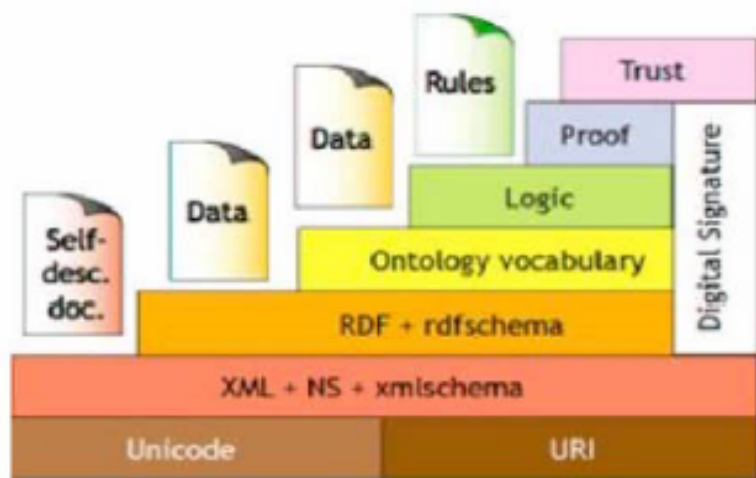 Rules
Trust
Data
Proof
Data
Logic
Self-
desc.
doc.
Ontology vocabulary
Digital Signature
RDF + rdfschema
XML + NS + xmlschema
Unicode
URI